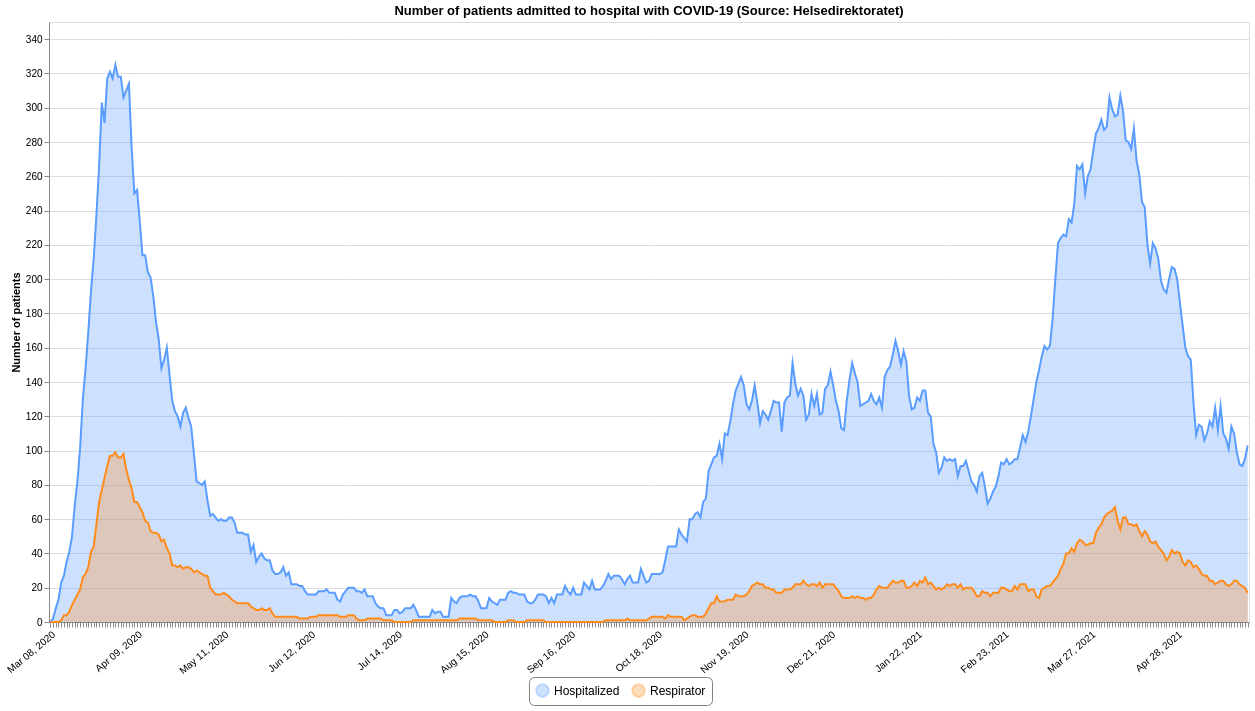 Number of patients admitted to hospital with COVID-19 (Source: Helsedirektoratet)
Number of patients
340
320
300
280
260
240
220
200
180
160
140
120
100
80
60
40
20
0
Mar 08, 2020
Apr 09, 2020
May 11, 2020
Jun 12, 2020
Jul 14, 2020
Aug 15, 2020
Sep 16, 2020
Oct 18, 2020
Nov 19, 2020
Dec 21, 2020
Jan 22, 2021
Feb 23, 2021
Mar 27, 2021
Apr 28, 2021
Hospitalized Respirator